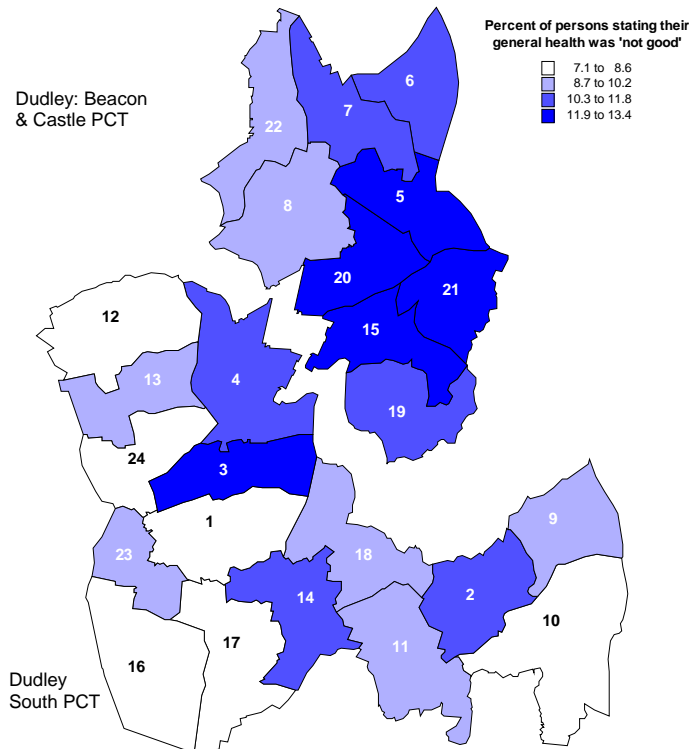 Percent of persons stating their
general health was 'not good'
7.1 to 8.6
8.7 to 10.2
10.3 to 11.8
11.9 to 13.4
Dudley: Beacon
& Castle PCT
6
7
22
5
8
20
21
12
15
13
4
19
24
3
1
9
23
18
14
2
10
17
11
16
Dudley
South PCT